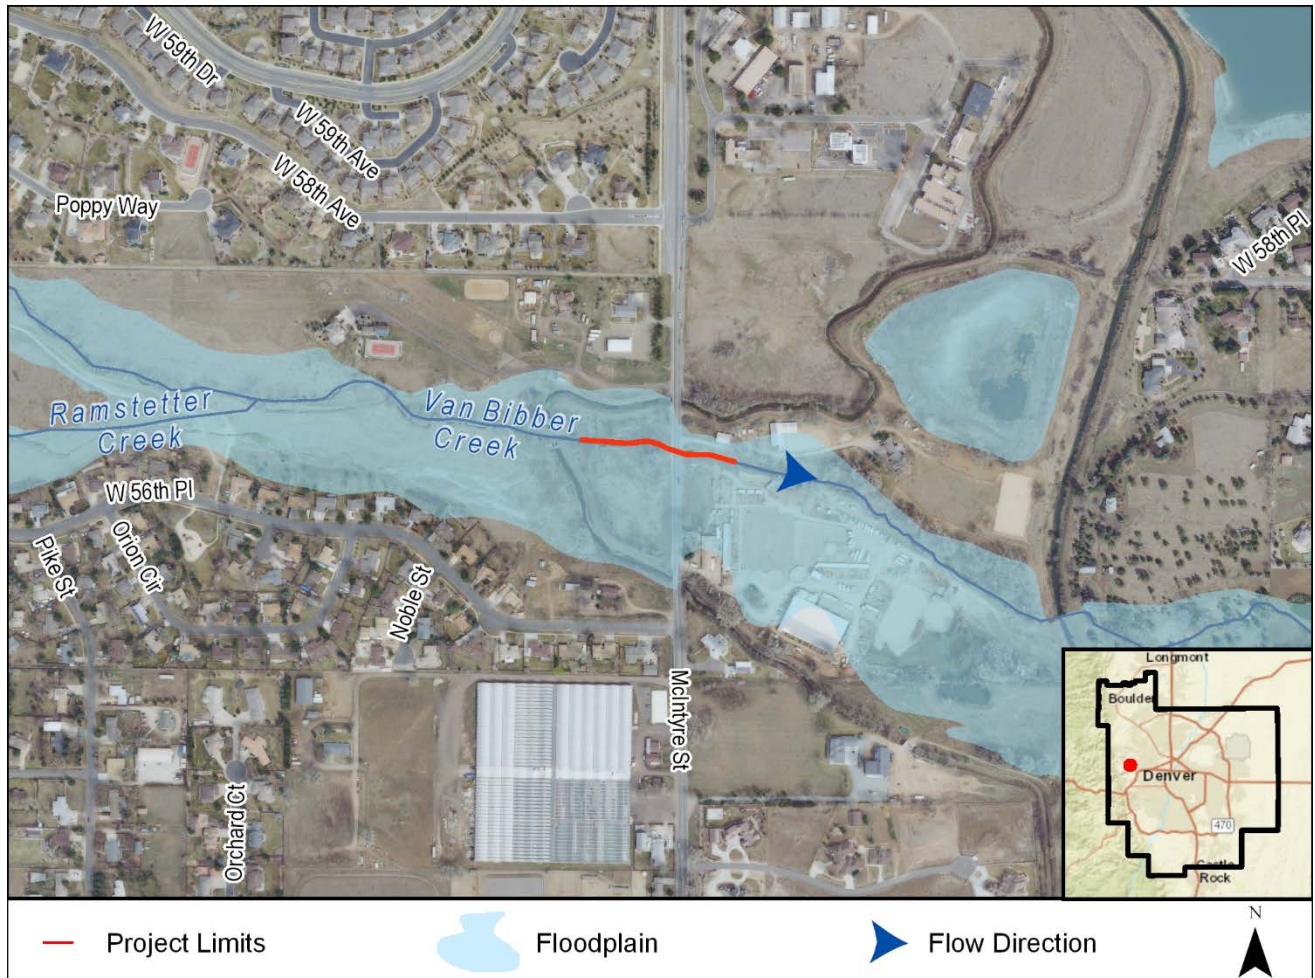 W 59th Dr
W 59th Ave
W 58th Ave
Poppy Way
W 58th Pl
Ramstetter
Creek
Van Bibber
Creek
W 56th Pl
Pike St
Orion Cir
Noble St
Orchard Ct
McIntyre St
Longmont
Boulder
Denver
470
Castle
Rock
Project Limits
Floodplain
Flow Direction
N